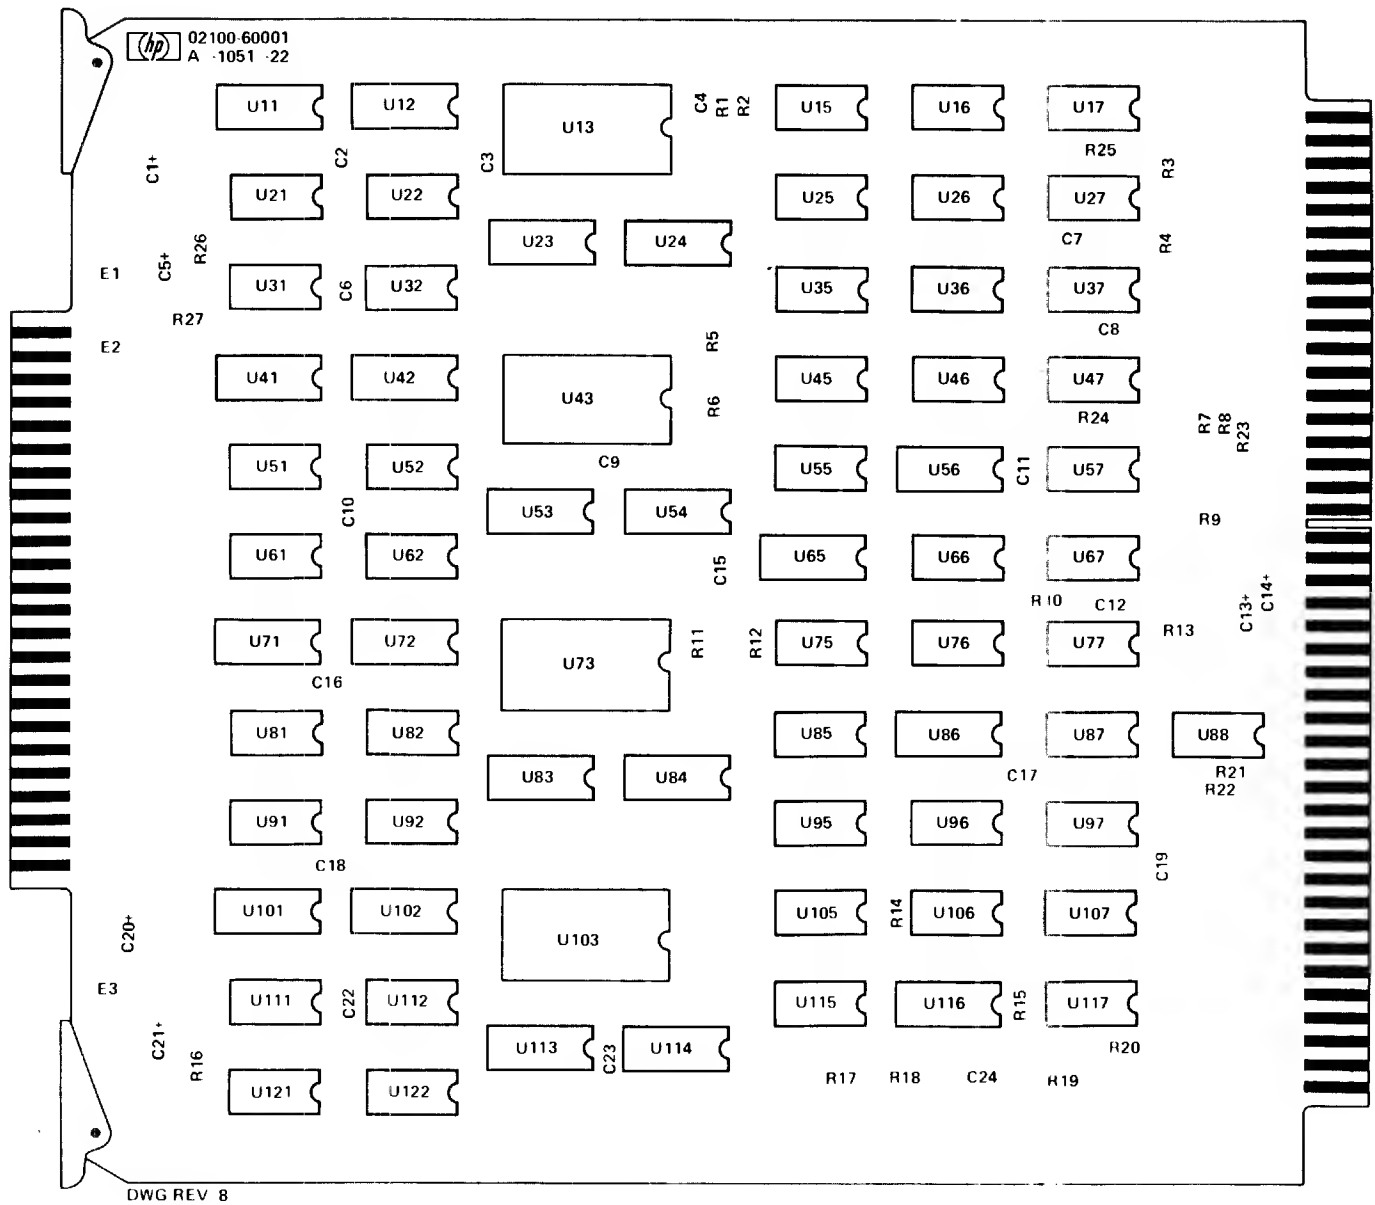 hp 02100-60001
A -1051 -22
U11 U12 U13 C4 R1 R2 U15 U16 U17
C1+ C2 C3 R25 R3
U21 U22 U25 U26 U27
R26 U23 U24 C7 R4
E1 C5+ U31 C6 U32 U35 U36 U37
R27 C8
E2 R5
U41 U42 U43 R6 U45 U46 U47
R24 R7 R8 R23
U51 U52 C9 U55 U56 C11 U57
C10 U53 U54 R9
U61 U62 C15 U65 U66 U67
R10 C12 C13+ C14+
U71 U72 U73 R11 R12 U75 U76 U77 R13
C16
U81 U82 U85 U86 U87 U88
U83 U84 C17 R21
R22
U91 U92 U95 U96 U97
C18 C19
U101 U102 U103 U105 R14 U106 U107
C20+
E3 U111 C22 U112 U115 U116 R15 U117
C21+ U113 C23 U114 R20
R16 R17 R18 C24 R19
U121 U122
DWG REV 8